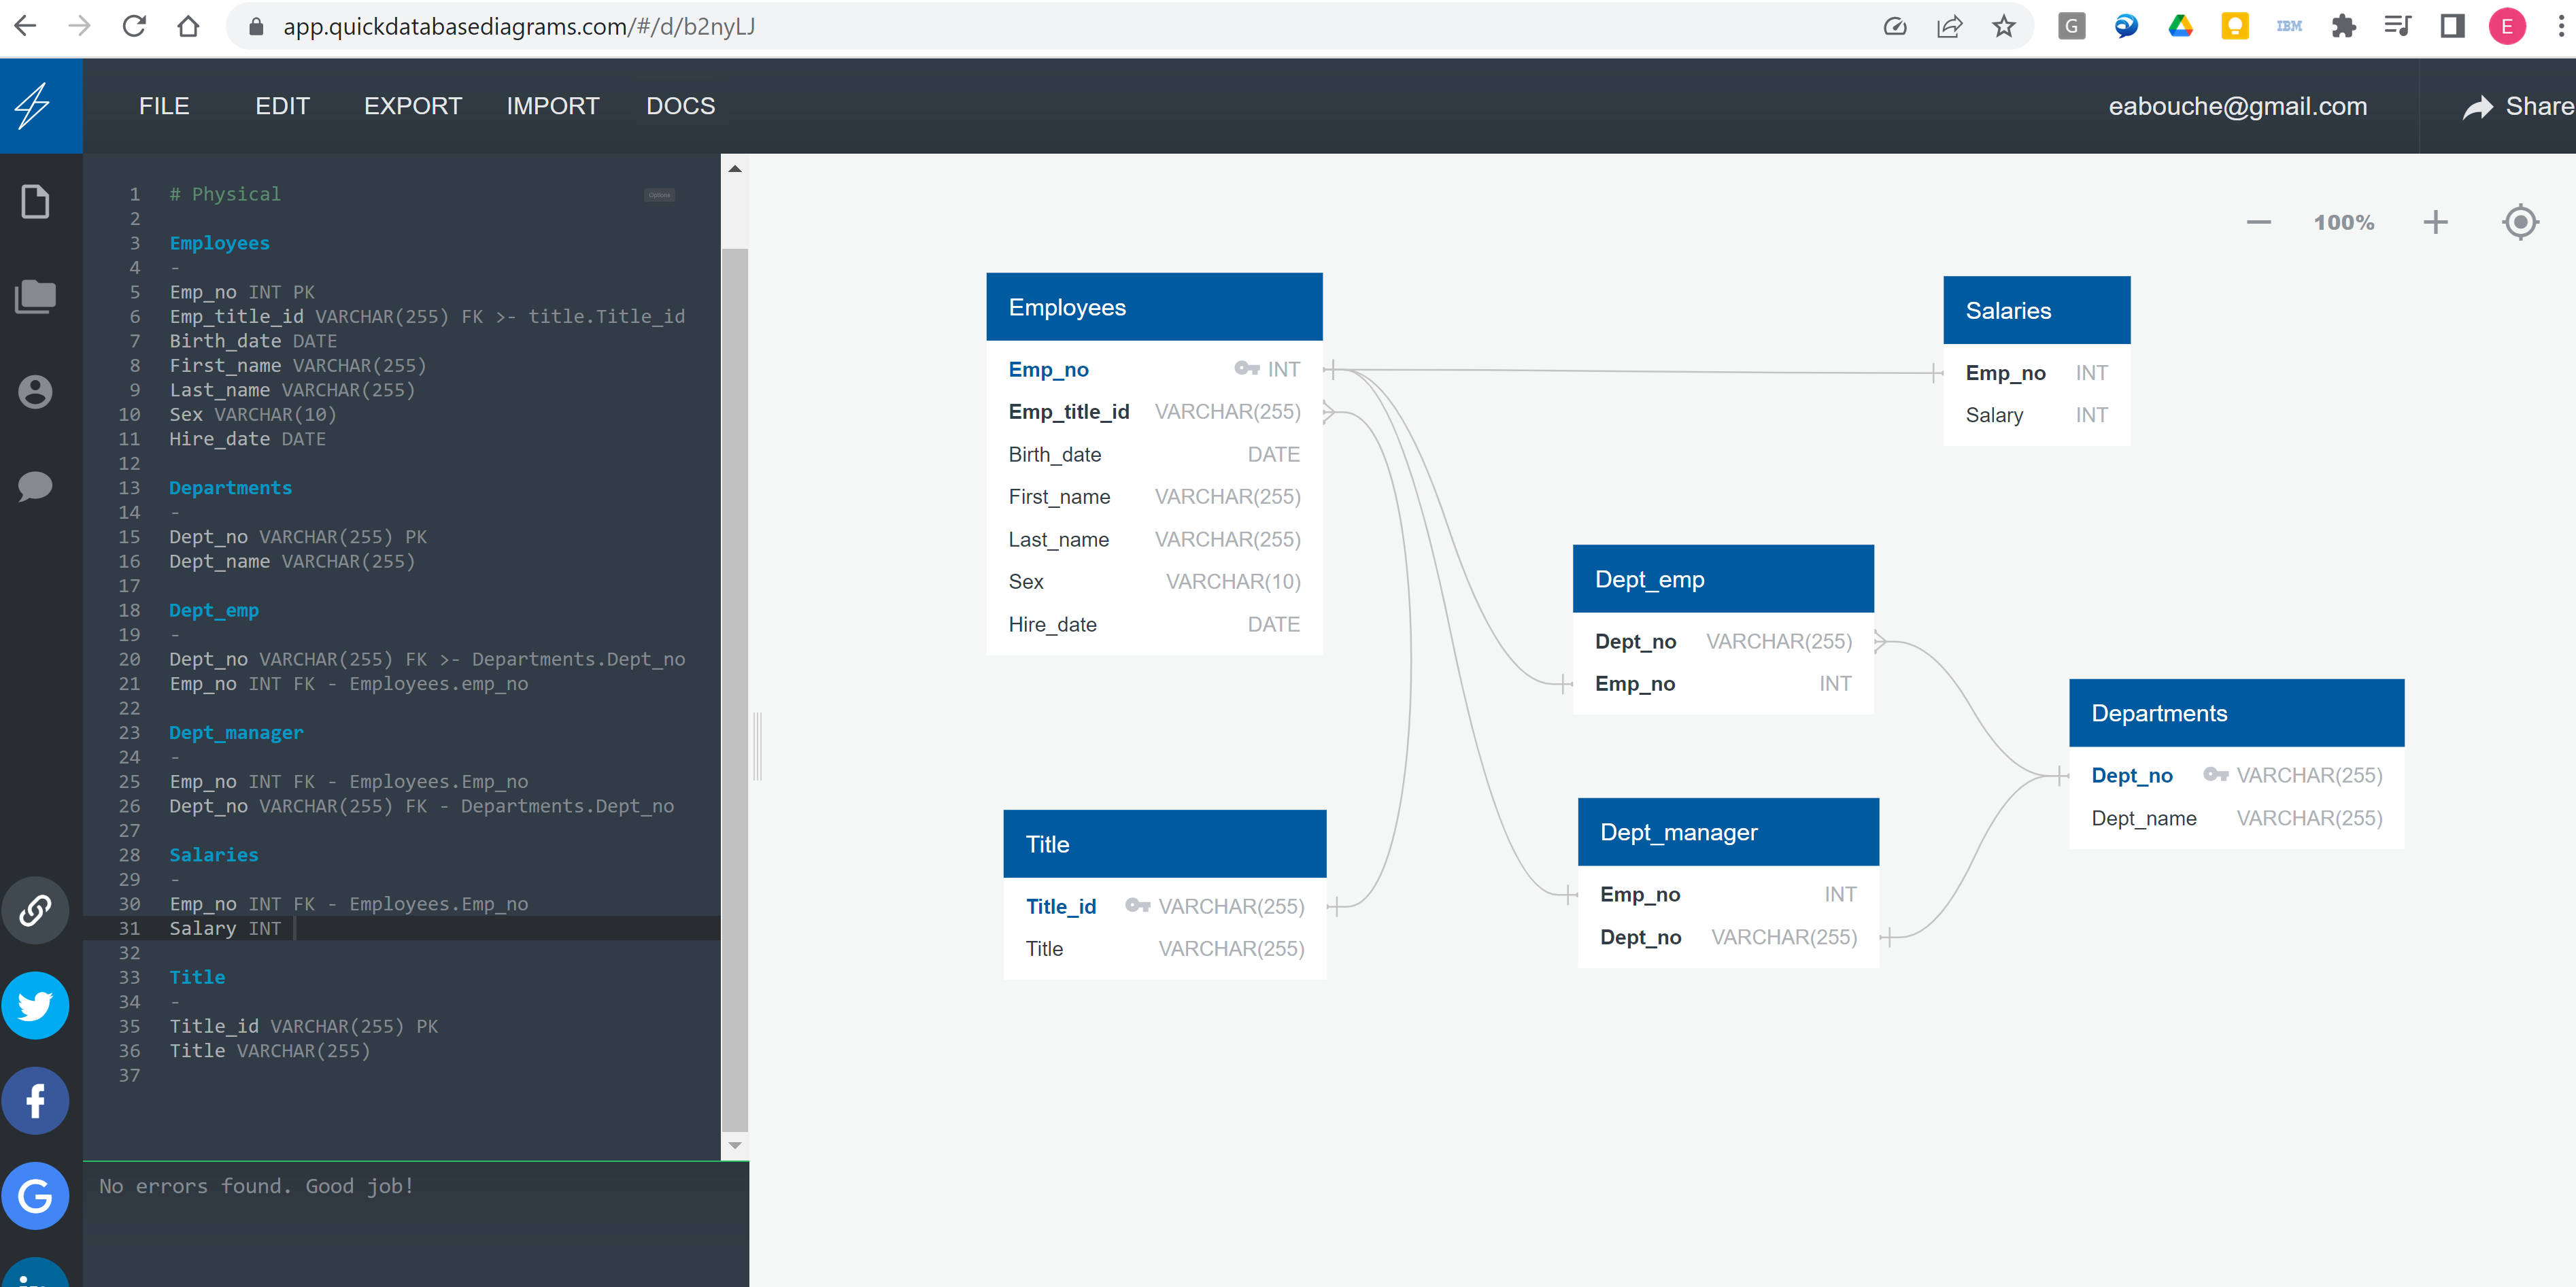 app.quickdatabasediagrams.com/#/d/b2nyLJ
G
IBM
E
FILE EDIT EXPORT IMPORT DOCS
eabouche@gmail.com
Share
1 # Physical
Options
2
3 Employees
4 -
5 Emp_no INT PK
6 Emp_title_id VARCHAR(255) FK >- title.Title_id
7 Birth_date DATE
8 First_name VARCHAR(255)
9 Last_name VARCHAR(255)
10 Sex VARCHAR(10)
11 Hire_date DATE
12
13 Departments
14 -
15 Dept_no VARCHAR(255) PK
16 Dept_name VARCHAR(255)
17
18 Dept_emp
19 -
20 Dept_no VARCHAR(255) FK >- Departments.Dept_no
21 Emp_no INT FK - Employees.emp_no
22
23 Dept_manager
24 -
25 Emp_no INT FK - Employees.Emp_no
26 Dept_no VARCHAR(255) FK - Departments.Dept_no
27
28 Salaries
29 -
30 Emp_no INT FK - Employees.Emp_no
31 Salary INT
32
33 Title
34 -
35 Title_id VARCHAR(255) PK
36 Title VARCHAR(255)
37
No errors found. Good job!
f
G
in
100%
Employees
Emp_no INT
Emp_title_id VARCHAR(255)
Birth_date DATE
First_name VARCHAR(255)
Last_name VARCHAR(255)
Sex VARCHAR(10)
Hire_date DATE
Salaries
Emp_no INT
Salary INT
Dept_emp
Dept_no VARCHAR(255)
Emp_no INT
Departments
Dept_no VARCHAR(255)
Dept_name VARCHAR(255)
Title
Title_id VARCHAR(255)
Title VARCHAR(255)
Dept_manager
Emp_no INT
Dept_no VARCHAR(255)